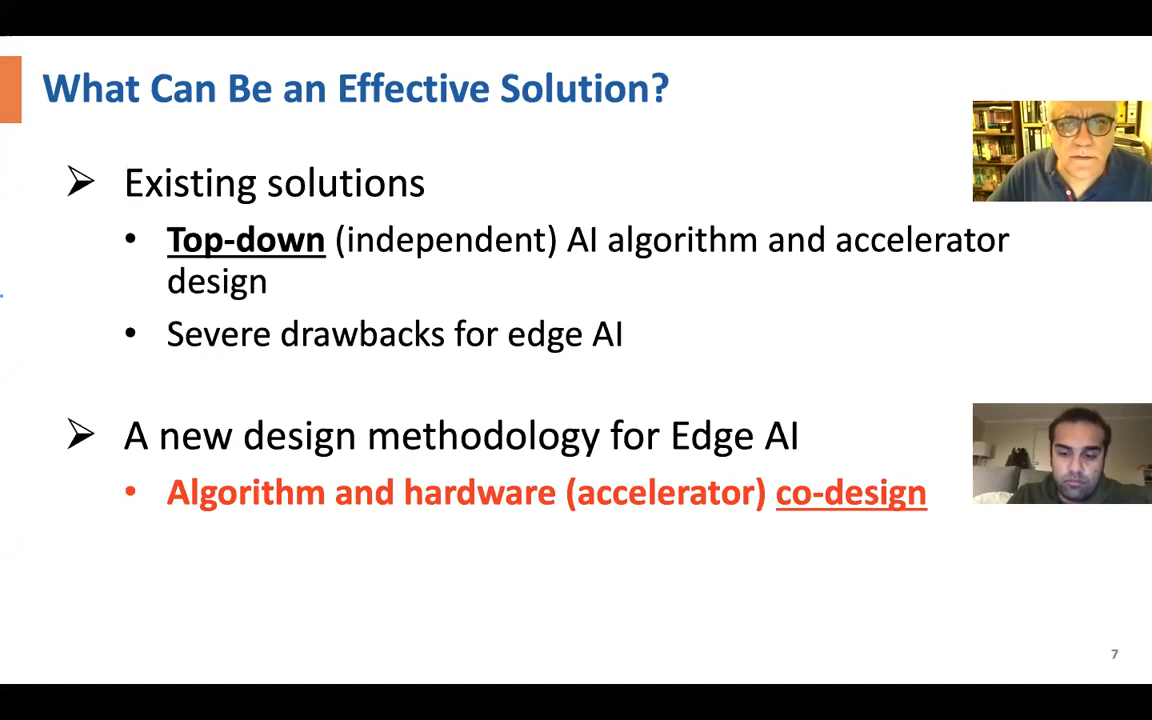 What Can Be an Effective Solution?
➢ Existing solutions
• Top-down (independent) AI algorithm and accelerator
design
• Severe drawbacks for edge AI
➢ A new design methodology for Edge AI
• Algorithm and hardware (accelerator) co-design
7